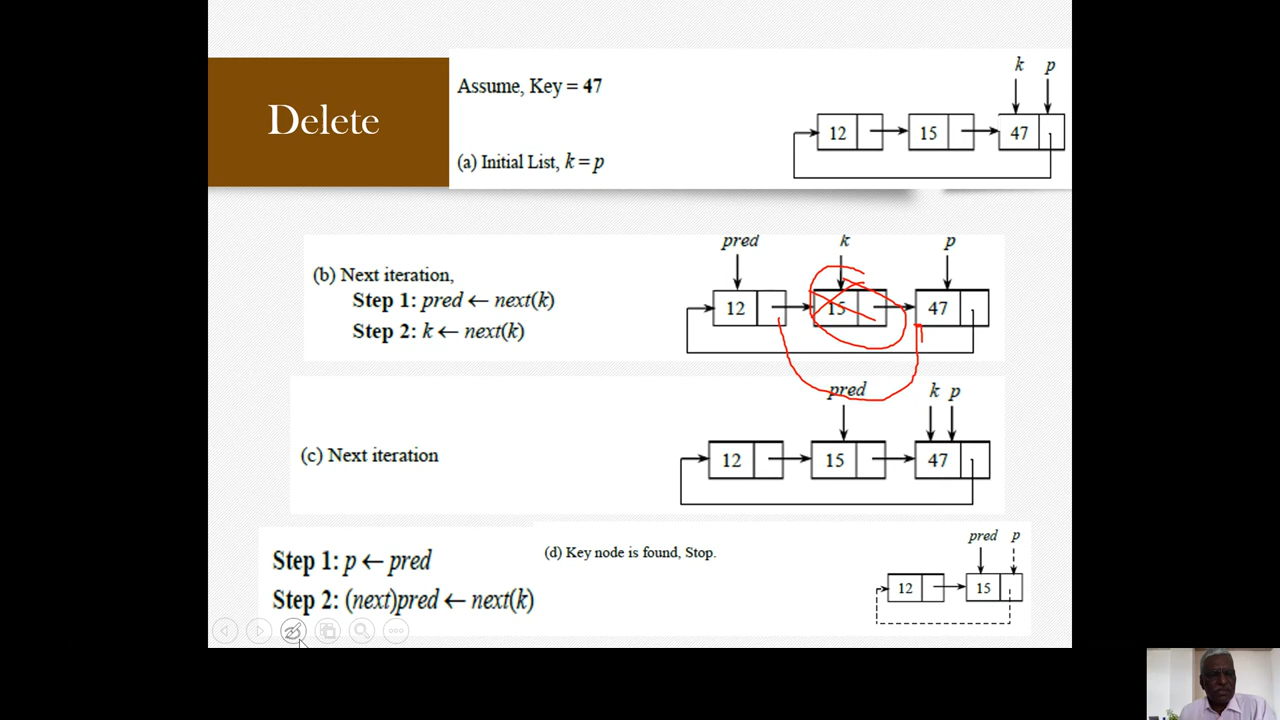 Delete
Assume, Key = 47
(a) Initial List, k = p
k p
12 15 47
(b) Next iteration,
Step 1: pred ← next(k)
Step 2: k ← next(k)
pred k p
12 15 47
(c) Next iteration
pred k p
12 15 47
Step 1: p ← pred
Step 2: (next)pred ← next(k)
(d) Key node is found, Stop.
pred p
12 15